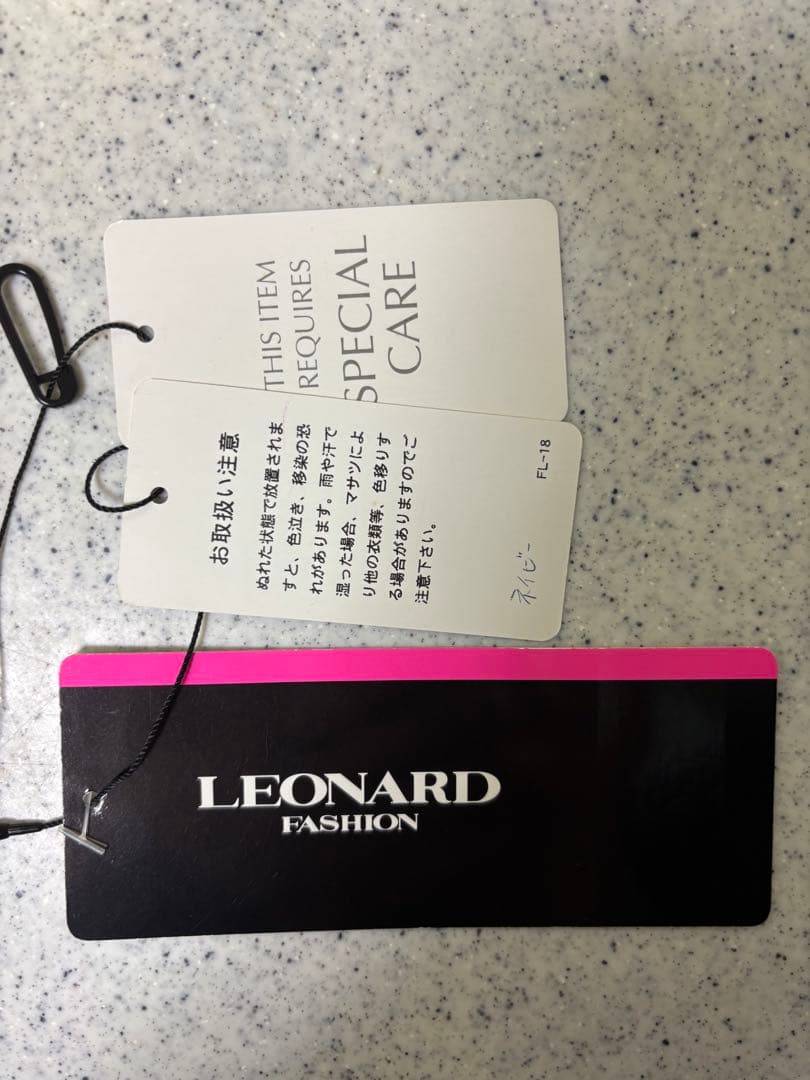 THIS ITEM
REQUIRES
SPECIAL
CARE
お取扱い注意
ぬれた状態で放置されま
すと、色泣き、移染の恐
れがあります。雨や汗で
湿った場合、マサツによ
り他の衣類等、色移りす
る場合がありますのでご
注意下さい。
FL-18
ネイビー
LEONARD
FASHION